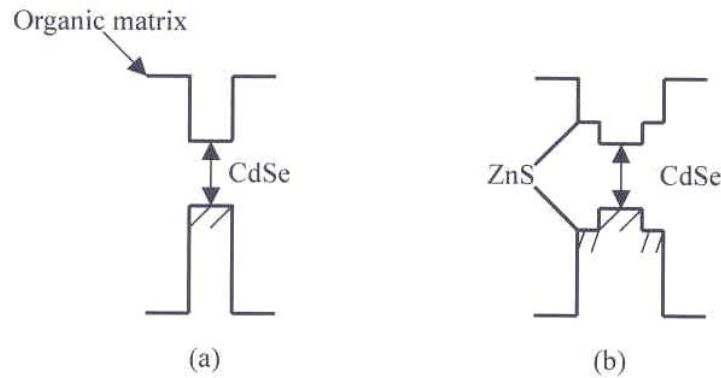 Organic matrix
CdSe
ZnS
CdSe
(a)
(b)